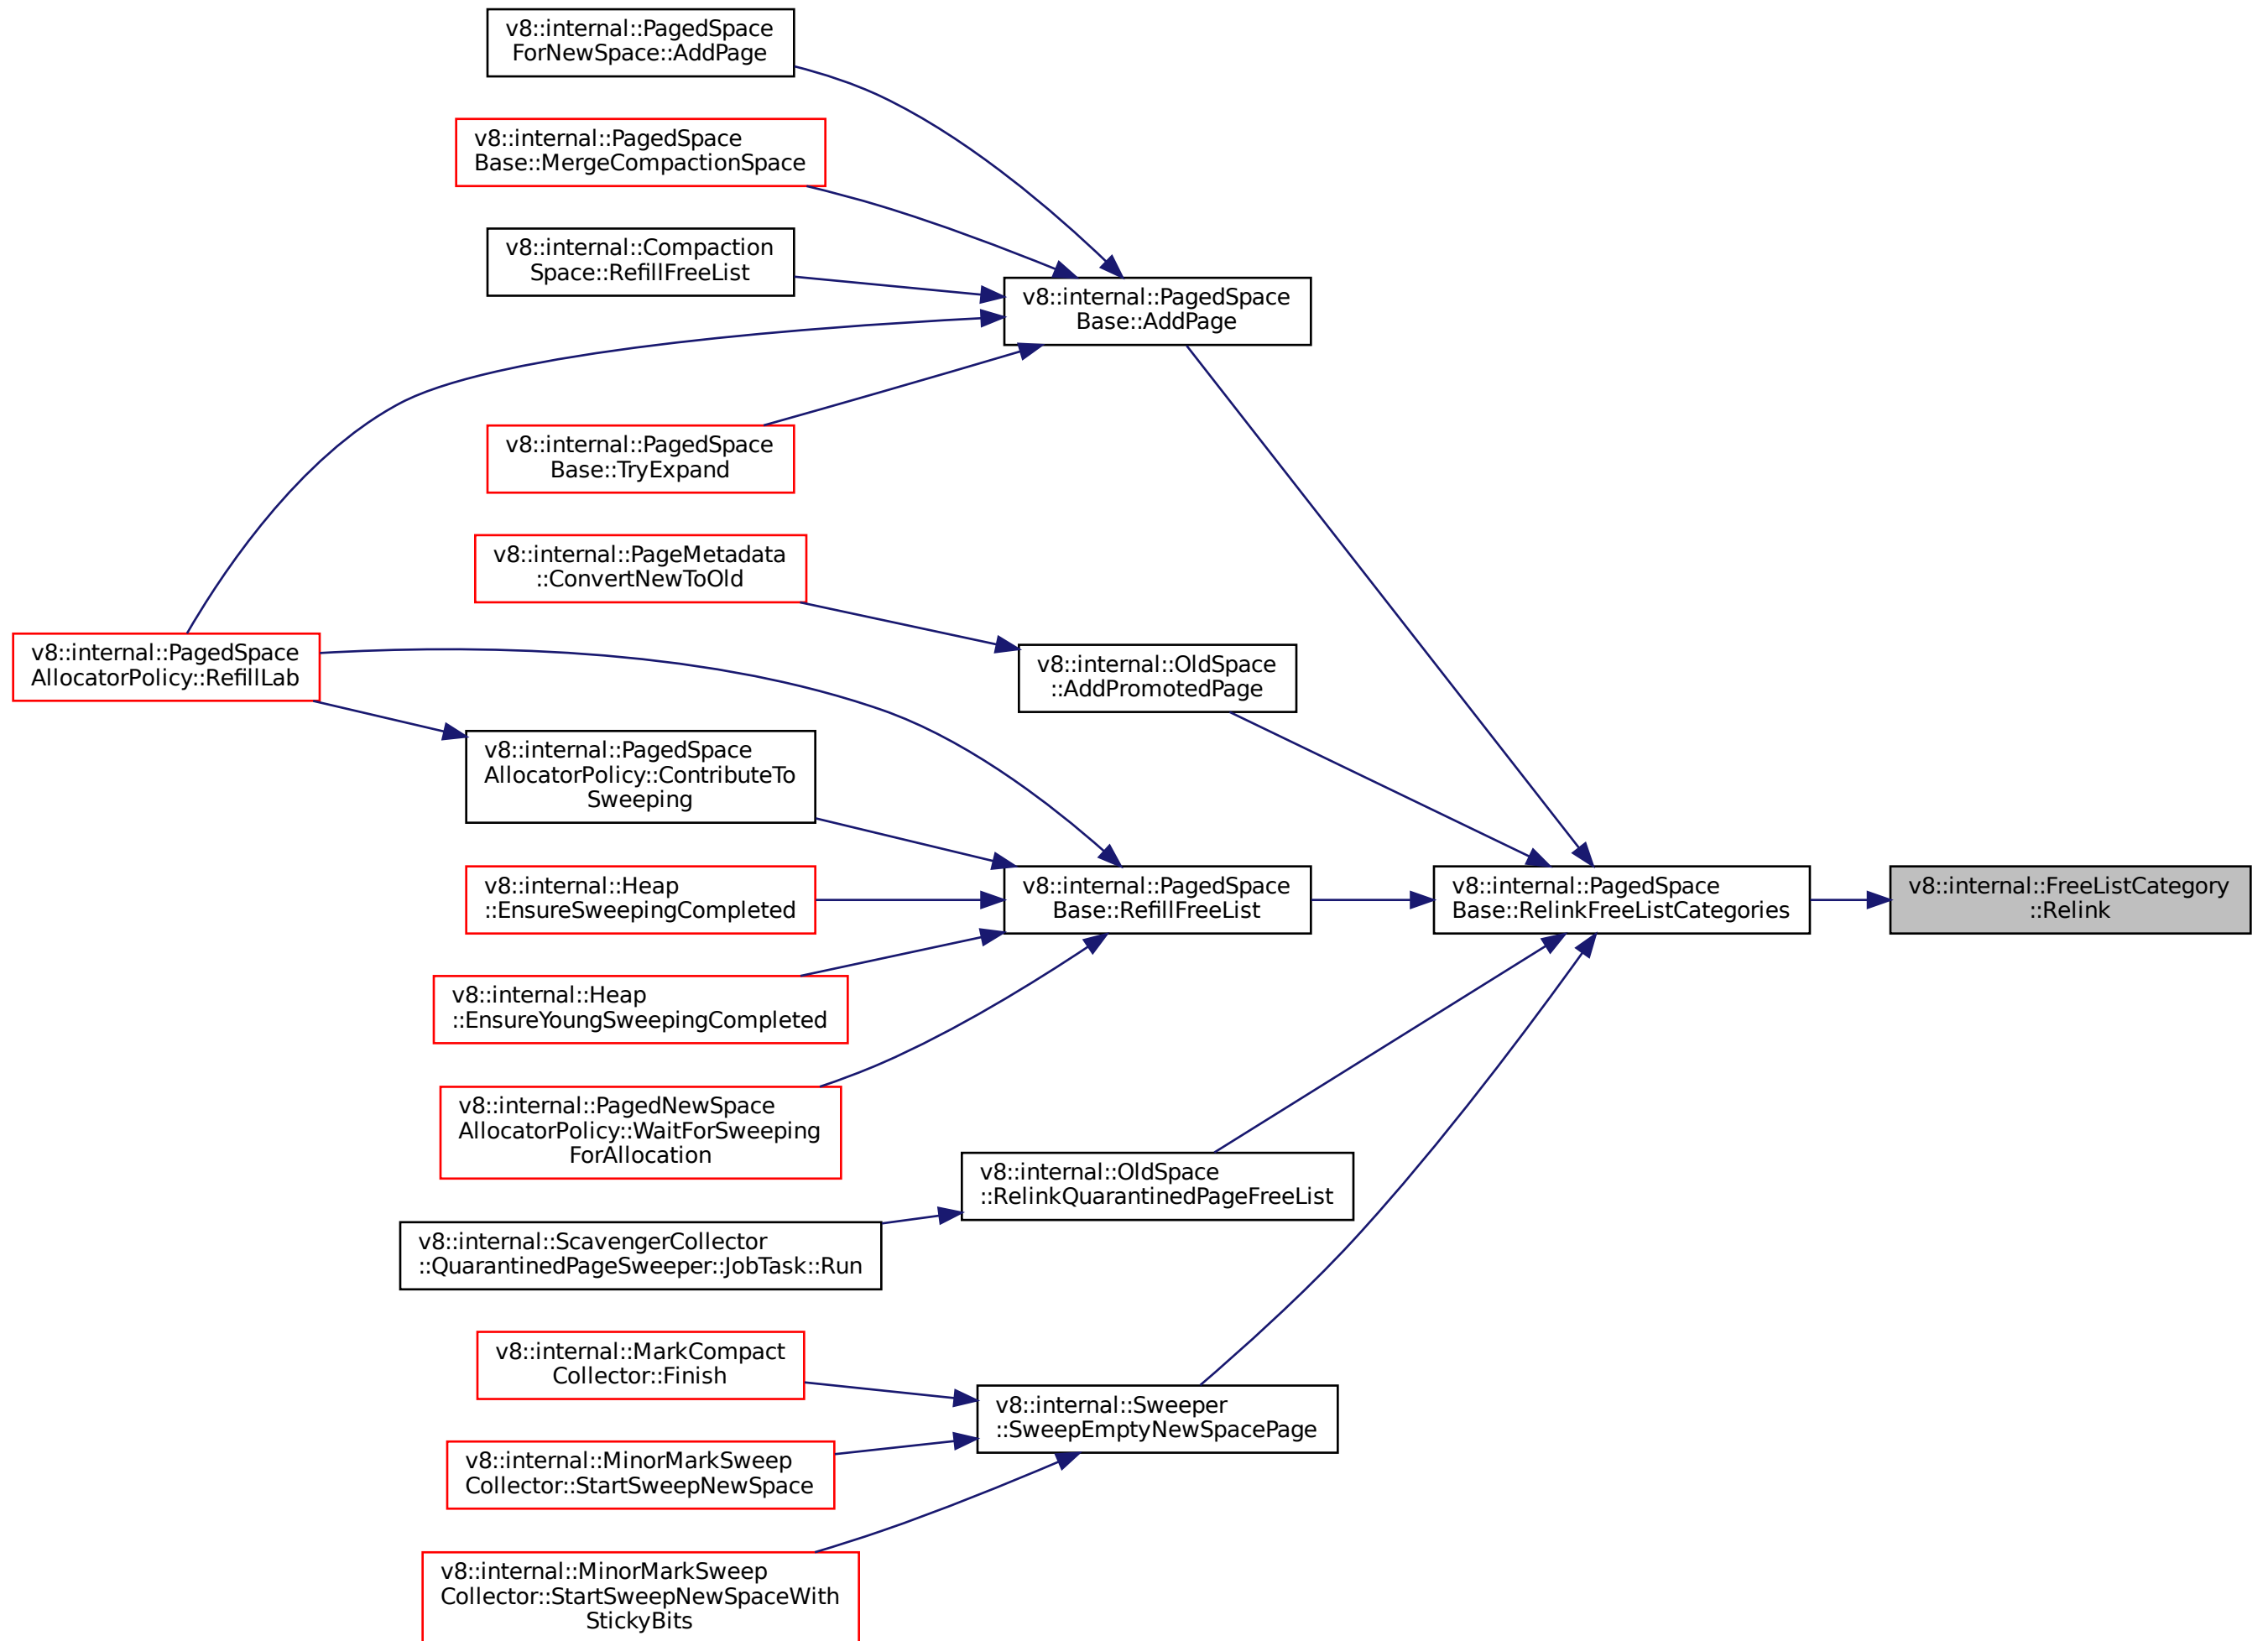 v8::internal::PagedSpace
ForNewSpace::AddPage
v8::internal::PagedSpace
Base::MergeCompactionSpace
v8::internal::Compaction
Space::RefillFreeList
v8::internal::PagedSpace
Base::AddPage
v8::internal::PagedSpace
Base::TryExpand
v8::internal::PageMetadata
::ConvertNewToOld
v8::internal::PagedSpace
AllocatorPolicy::RefillLab
v8::internal::OldSpace
::AddPromotedPage
v8::internal::PagedSpace
AllocatorPolicy::ContributeTo
Sweeping
v8::internal::Heap
::EnsureSweepingCompleted
v8::internal::PagedSpace
Base::RefillFreeList
v8::internal::PagedSpace
Base::RelinkFreeListCategories
v8::internal::FreeListCategory
::Relink
v8::internal::Heap
::EnsureYoungSweepingCompleted
v8::internal::PagedNewSpace
AllocatorPolicy::WaitForSweeping
ForAllocation
v8::internal::OldSpace
::RelinkQuarantinedPageFreeList
v8::internal::ScavengerCollector
::QuarantinedPageSweeper::JobTask::Run
v8::internal::MarkCompact
Collector::Finish
v8::internal::Sweeper
::SweepEmptyNewSpacePage
v8::internal::MinorMarkSweep
Collector::StartSweepNewSpace
v8::internal::MinorMarkSweep
Collector::StartSweepNewSpaceWith
StickyBits